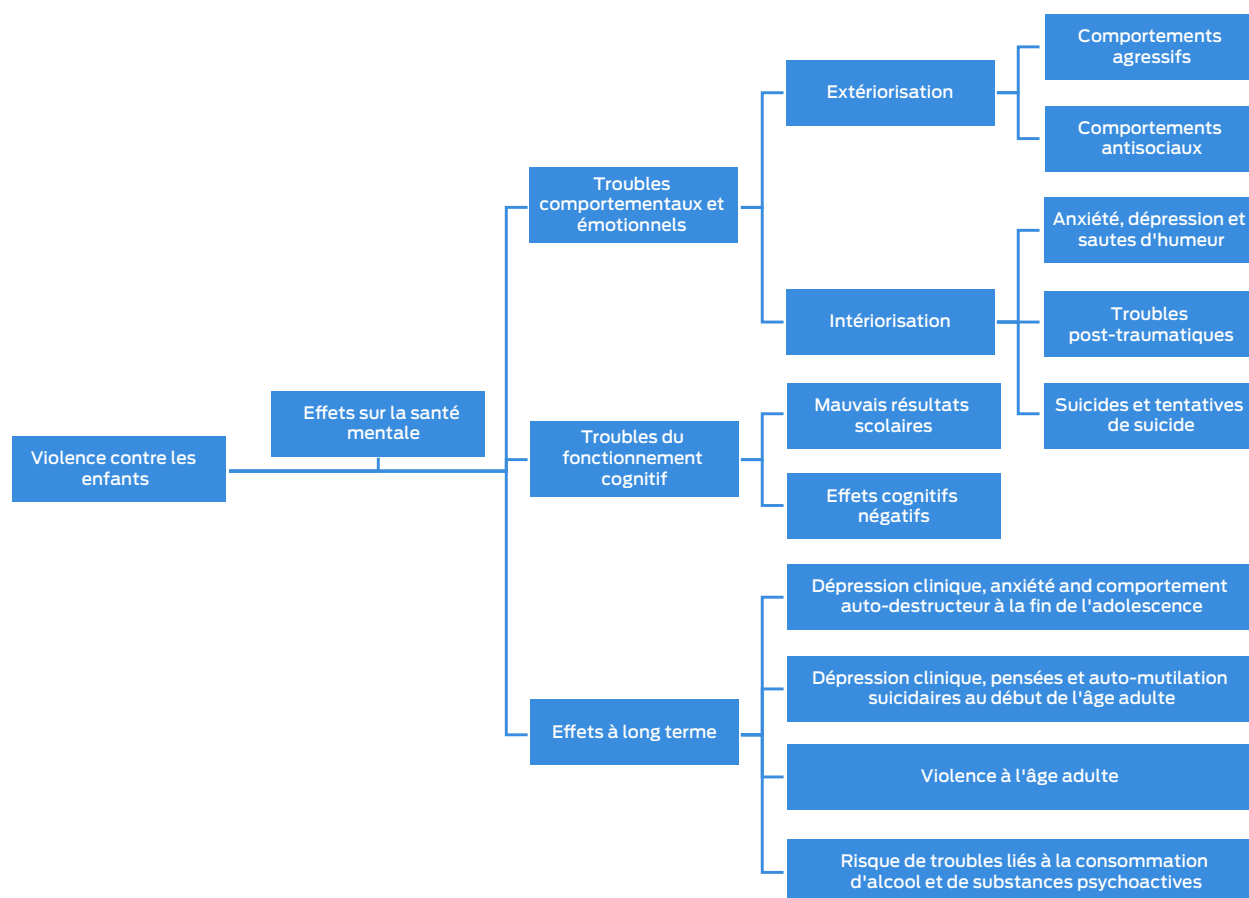 Violence contre les
enfants
Effets sur la santé
mentale
Troubles
comportementaux et
émotionnels
Extériorisation
Comportements
agressifs
Comportements
antisociaux
Intériorisation
Anxiété, dépression et
sautes d'humeur
Troubles
post-traumatiques
Suicides et tentatives
de suicide
Troubles du
fonctionnement
cognitif
Mauvais résultats
scolaires
Effets cognitifs
négatifs
Effets à long terme
Dépression clinique, anxiété and comportement
auto-destructeur à la fin de l'adolescence
Dépression clinique, pensées et auto-mutilation
suicidaires au début de l'âge adulte
Violence à l'âge adulte
Risque de troubles liés à la consommation
d'alcool et de substances psychoactives